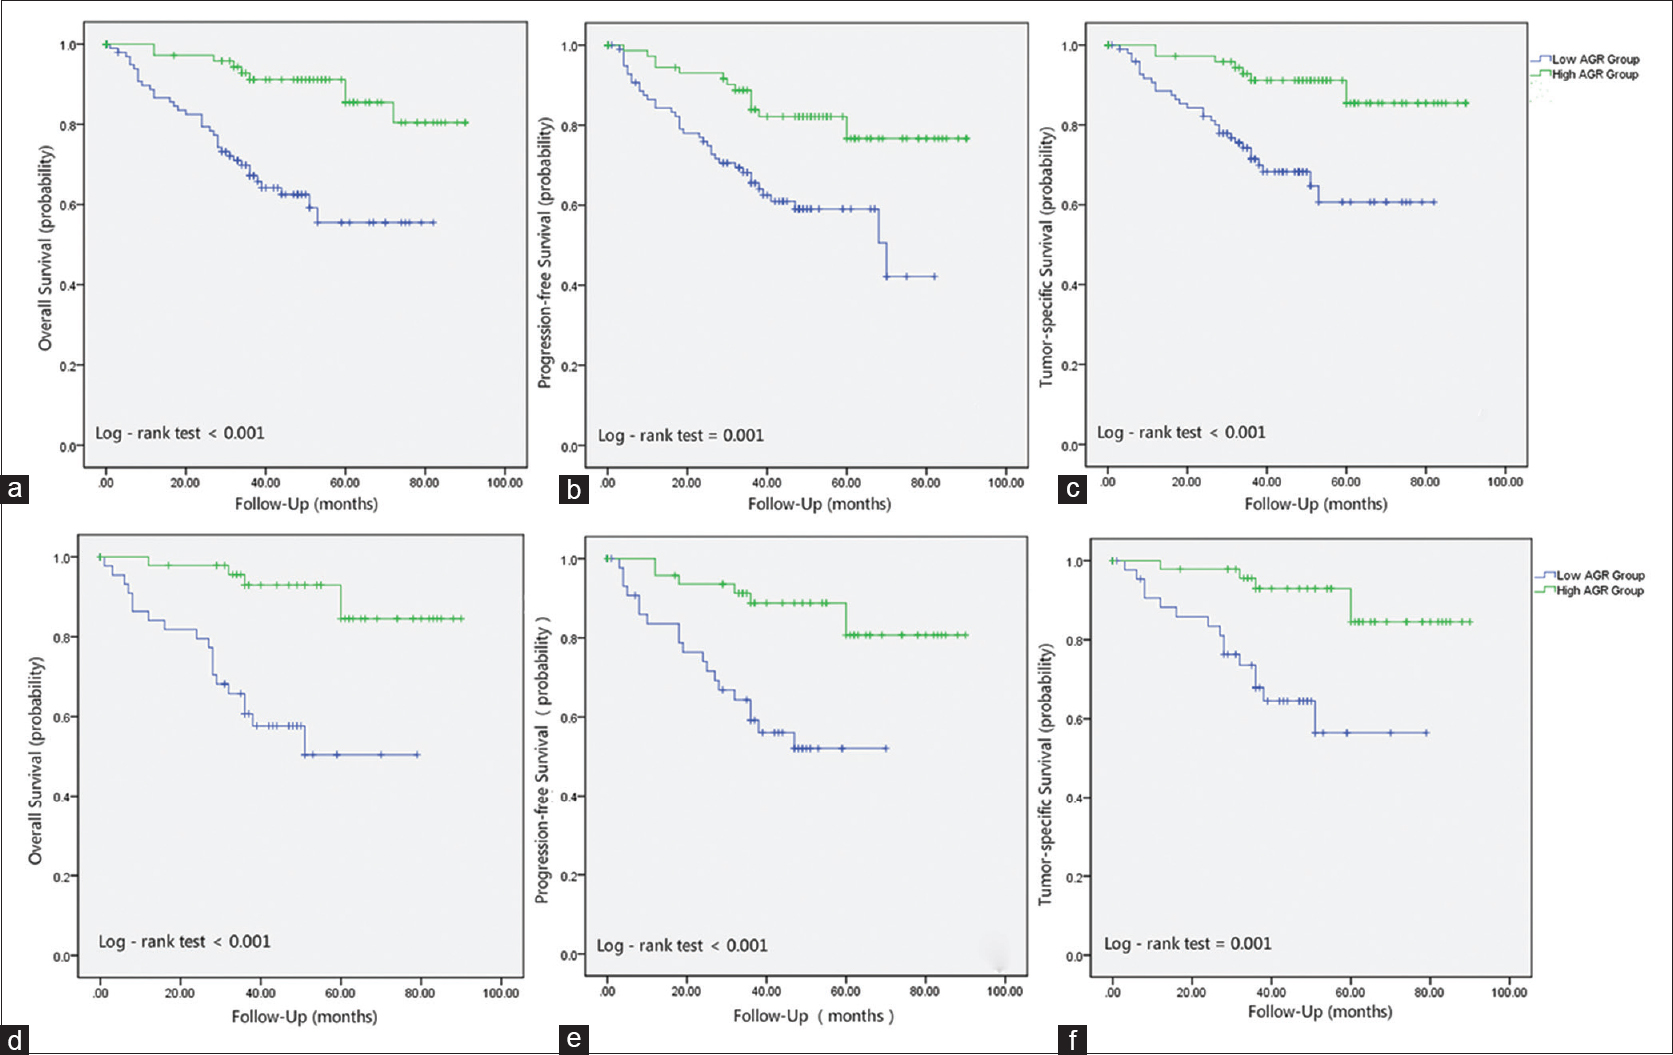 1.0
0.8
0.6
0.4
0.2
0.0
Overall Survival (probability)
Log - rank test < 0.001
.00 20.00 40.00 60.00 80.00 100.00
Follow-Up (months)
a
1.0
0.8
0.6
0.4
0.2
0.0
Progression-free Survival (probability)
Log - rank test = 0.001
.00 20.00 40.00 60.00 80.00 100.00
Follow-Up (months)
b
1.0
0.8
0.6
0.4
0.2
0.0
Tumor-specific Survival (probability)
Log - rank test < 0.001
.00 20.00 40.00 60.00 80.00 100.00
Follow-Up (months)
c
Low AGR Group
High AGR Group
1.0
0.8
0.6
0.4
0.2
0.0
Overall Survival (probability)
Log - rank test < 0.001
.00 20.00 40.00 60.00 80.00 100.00
Follow-Up (months)
d
1.0
0.8
0.6
0.4
0.2
0.0
Progression-free Survival ( probability )
Log - rank test < 0.001
.00 20.00 40.00 60.00 80.00 100.00
Follow-Up ( months )
e
1.0
0.8
0.6
0.4
0.2
0.0
Tumor-specific Survival (probability)
Log - rank test = 0.001
.00 20.00 40.00 60.00 80.00 100.00
Follow-Up (months)
f
Low AGR Group
High AGR Group